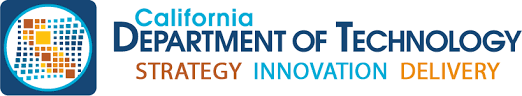 California
DEPARTMENT OF TECHNOLOGY
STRATEGY INNOVATION DELIVERY